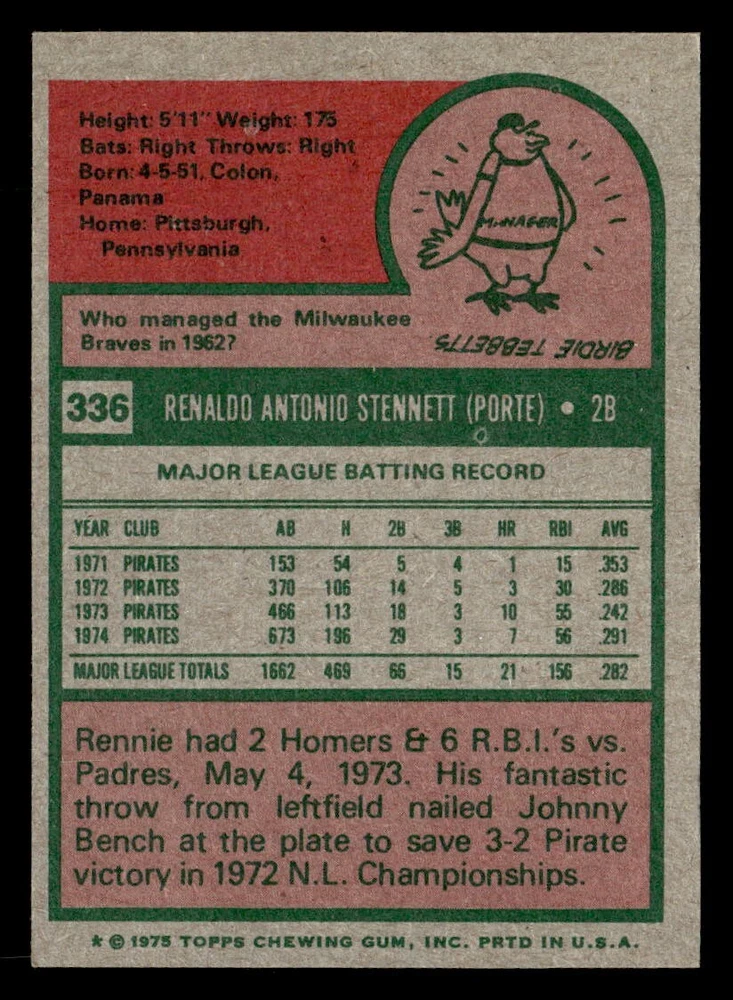 Height: 5'11" Weight: 175
Bats: Right Throws: Right
Born: 4-5-51, Colon,
Panama
Home: Pittsburgh,
Pennsylvania
MANAGER
Who managed the Milwaukee
Braves in 1962?
BIRDIE TEBBETTS
336 RENALDO ANTONIO STENNETT (PORTE) • 2B
MAJOR LEAGUE BATTING RECORD
YEAR CLUB AB H 2B 3B HR RBI AVG
1971 PIRATES 153 54 5 4 1 15 .353
1972 PIRATES 370 106 14 5 3 30 .286
1973 PIRATES 466 113 18 3 10 55 .242
1974 PIRATES 673 196 29 3 7 56 .291
MAJOR LEAGUE TOTALS 1662 469 66 15 21 156 .282
Rennie had 2 Homers & 6 R.B.I.'s vs.
Padres, May 4, 1973. His fantastic
throw from leftfield nailed Johnny
Bench at the plate to save 3-2 Pirate
victory in 1972 N.L. Championships.
* © 1975 TOPPS CHEWING GUM, INC. PRTD IN U.S.A.